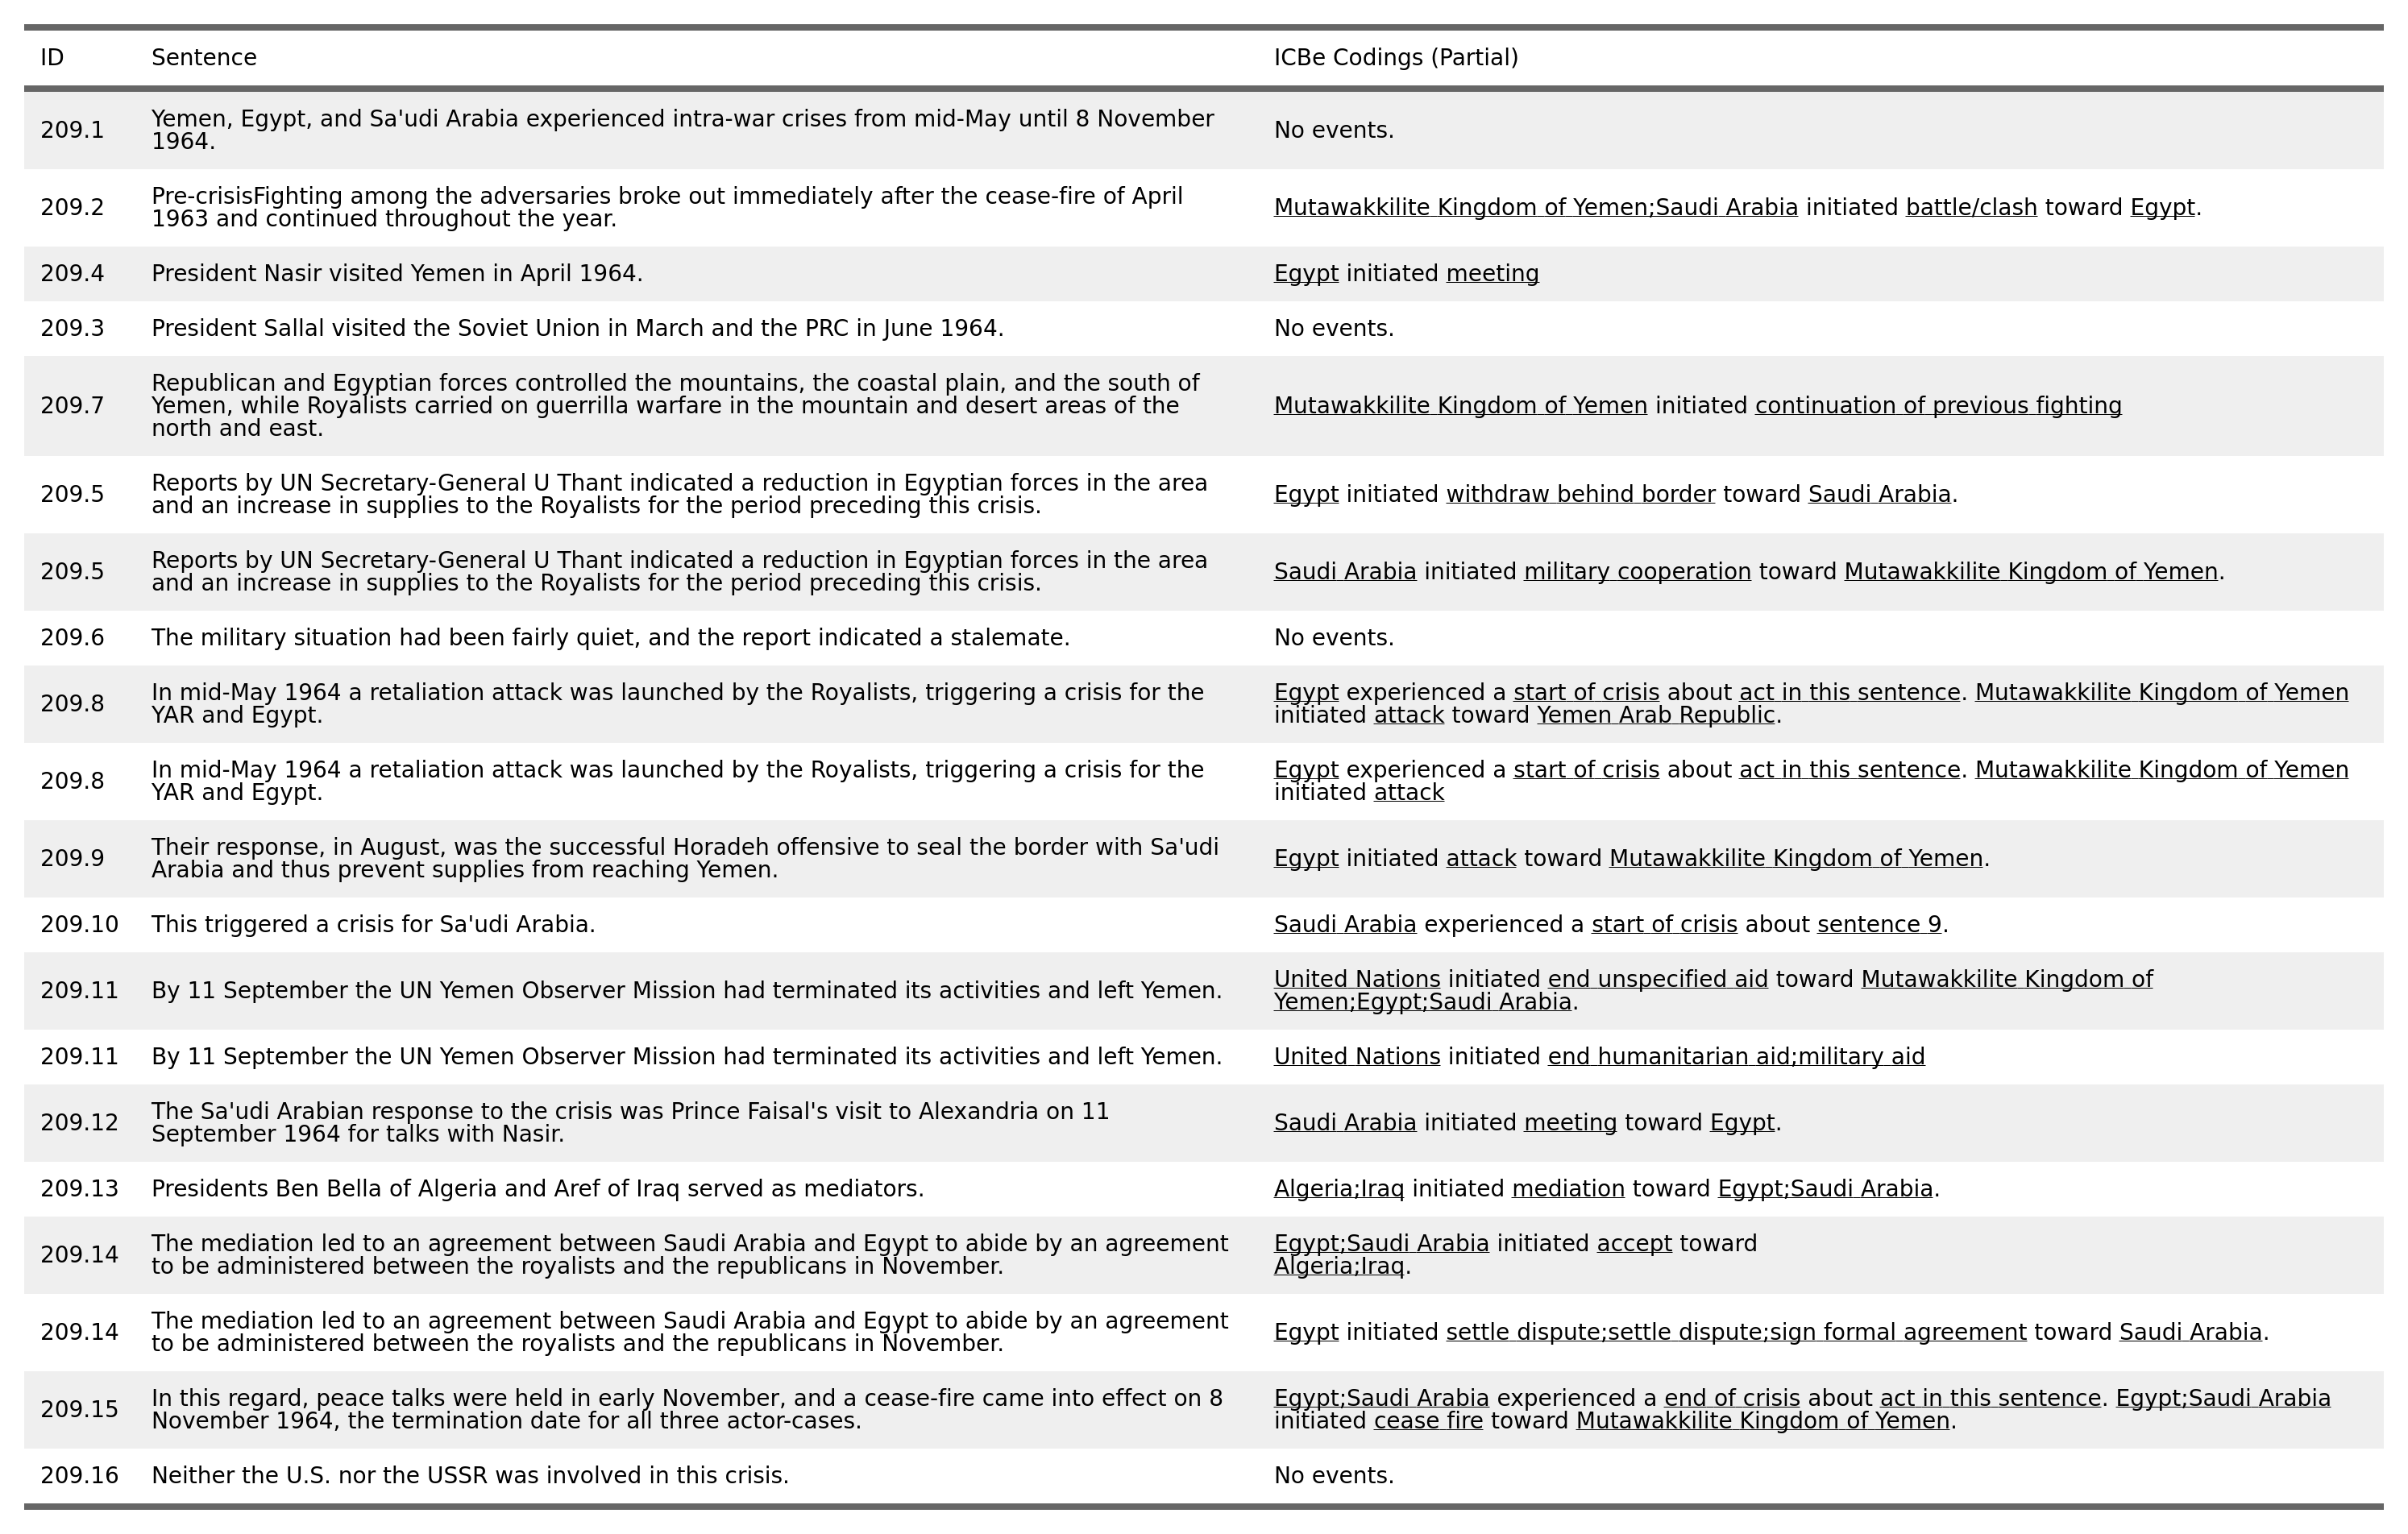 ID Sentence ICBe Codings (Partial)
209.1 Yemen, Egypt, and Sa'udi Arabia experienced intra-war crises from mid-May until 8 November
1964. No events.
209.2 Pre-crisisFighting among the adversaries broke out immediately after the cease-fire of April
1963 and continued throughout the year. Mutawakkilite Kingdom of Yemen;Saudi Arabia initiated battle/clash toward Egypt.
209.4 President Nasir visited Yemen in April 1964. Egypt initiated meeting
209.3 President Sallal visited the Soviet Union in March and the PRC in June 1964. No events.
209.7 Republican and Egyptian forces controlled the mountains, the coastal plain, and the south of
Yemen, while Royalists carried on guerrilla warfare in the mountain and desert areas of the
north and east. Mutawakkilite Kingdom of Yemen initiated continuation of previous fighting
209.5 Reports by UN Secretary-General U Thant indicated a reduction in Egyptian forces in the area
and an increase in supplies to the Royalists for the period preceding this crisis. Egypt initiated withdraw behind border toward Saudi Arabia.
209.5 Reports by UN Secretary-General U Thant indicated a reduction in Egyptian forces in the area
and an increase in supplies to the Royalists for the period preceding this crisis. Saudi Arabia initiated military cooperation toward Mutawakkilite Kingdom of Yemen.
209.6 The military situation had been fairly quiet, and the report indicated a stalemate. No events.
209.8 In mid-May 1964 a retaliation attack was launched by the Royalists, triggering a crisis for the
YAR and Egypt. Egypt experienced a start of crisis about act in this sentence. Mutawakkilite Kingdom of Yemen
initiated attack toward Yemen Arab Republic.
209.8 In mid-May 1964 a retaliation attack was launched by the Royalists, triggering a crisis for the
YAR and Egypt. Egypt experienced a start of crisis about act in this sentence. Mutawakkilite Kingdom of Yemen
initiated attack
209.9 Their response, in August, was the successful Horadeh offensive to seal the border with Sa'udi
Arabia and thus prevent supplies from reaching Yemen. Egypt initiated attack toward Mutawakkilite Kingdom of Yemen.
209.10 This triggered a crisis for Sa'udi Arabia. Saudi Arabia experienced a start of crisis about sentence 9.
209.11 By 11 September the UN Yemen Observer Mission had terminated its activities and left Yemen. United Nations initiated end unspecified aid toward Mutawakkilite Kingdom of
Yemen;Egypt;Saudi Arabia.
209.11 By 11 September the UN Yemen Observer Mission had terminated its activities and left Yemen. United Nations initiated end humanitarian aid;military aid
209.12 The Sa'udi Arabian response to the crisis was Prince Faisal's visit to Alexandria on 11
September 1964 for talks with Nasir. Saudi Arabia initiated meeting toward Egypt.
209.13 Presidents Ben Bella of Algeria and Aref of Iraq served as mediators. Algeria;Iraq initiated mediation toward Egypt;Saudi Arabia.
209.14 The mediation led to an agreement between Saudi Arabia and Egypt to abide by an agreement
to be administered between the royalists and the republicans in November. Egypt;Saudi Arabia initiated accept toward
Algeria;Iraq.
209.14 The mediation led to an agreement between Saudi Arabia and Egypt to abide by an agreement
to be administered between the royalists and the republicans in November. Egypt initiated settle dispute;settle dispute;sign formal agreement toward Saudi Arabia.
209.15 In this regard, peace talks were held in early November, and a cease-fire came into effect on 8
November 1964, the termination date for all three actor-cases. Egypt;Saudi Arabia experienced a end of crisis about act in this sentence. Egypt;Saudi Arabia
initiated cease fire toward Mutawakkilite Kingdom of Yemen.
209.16 Neither the U.S. nor the USSR was involved in this crisis. No events.